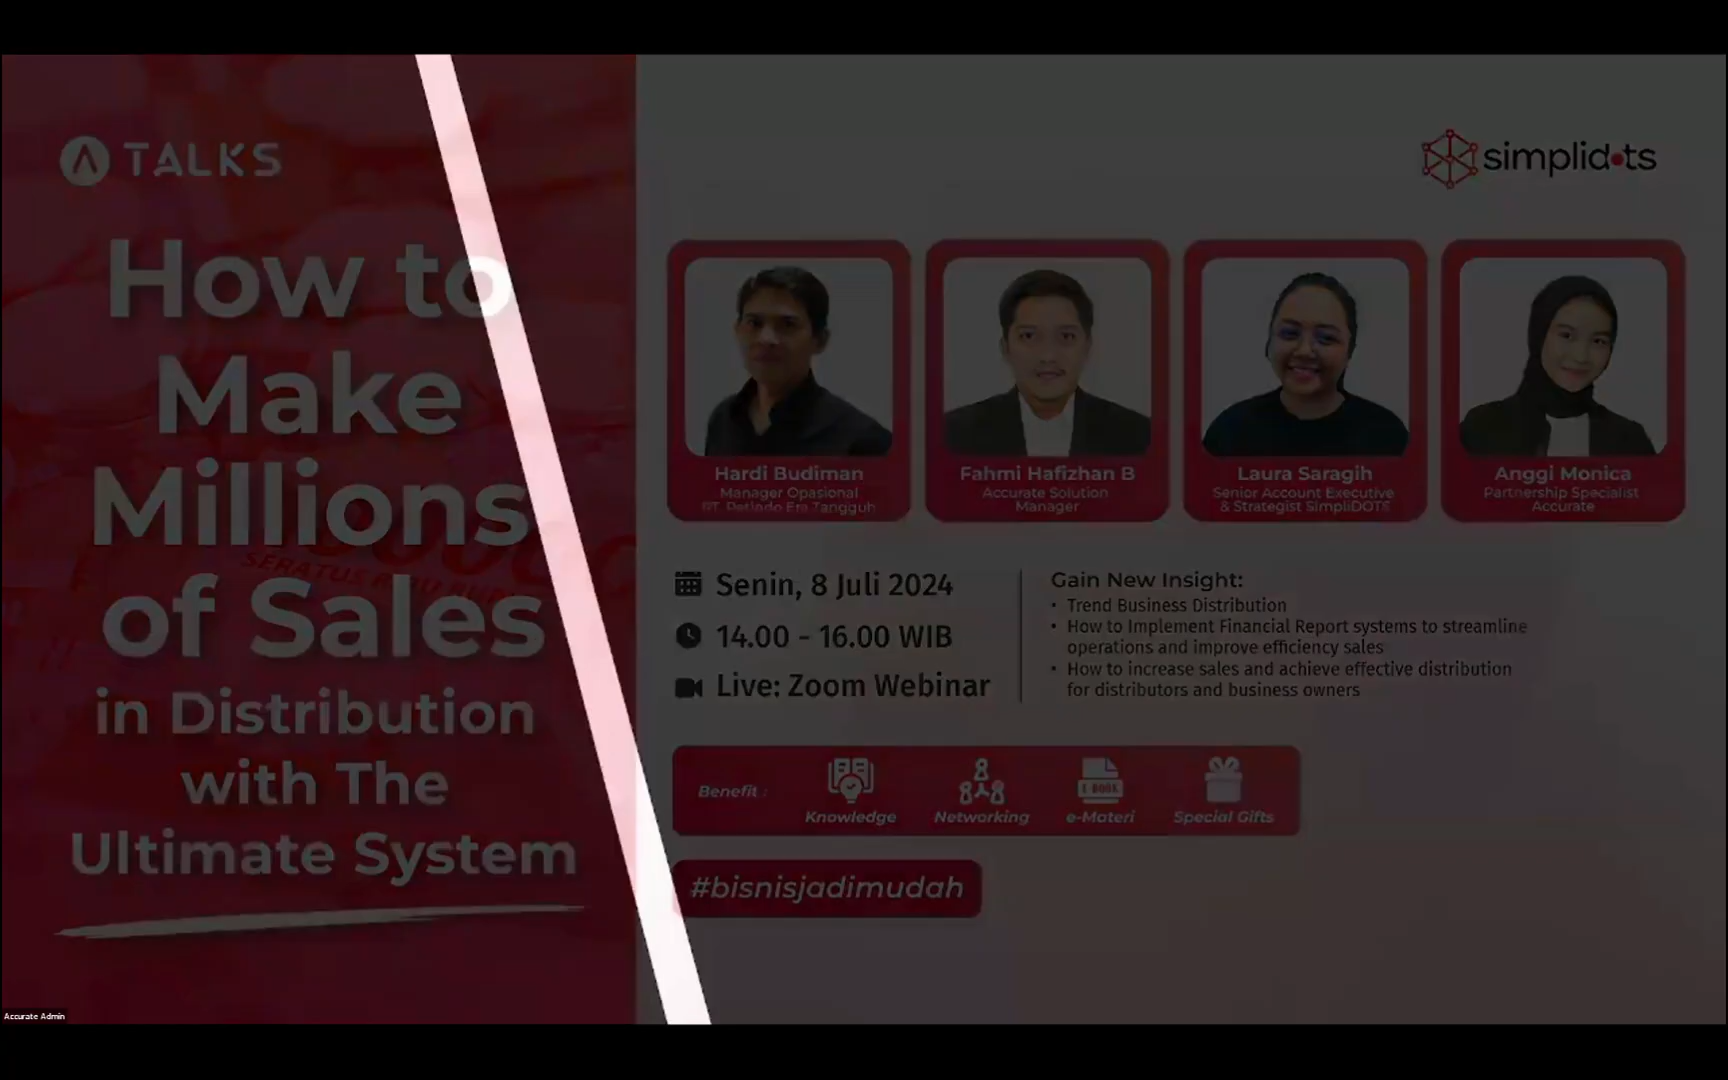 TALKS
How to
Make
Millions
of Sales
in Distribution
with The
Ultimate System
simplidots
Hardi Budiman
Manager Opasional
PT. Era Tangguh
Fahmi Hafizhan B
Accurate Solution
Manager
Laura Saragih
Senior Account Executive
& Strategist SimpliDOTS
Anggi Monica
Partnership Specialist
Accurate
Senin, 8 Juli 2024
14.00 - 16.00 WIB
Live: Zoom Webinar
Gain New Insight:
• Trend Business Distribution
• How to Implement Financial Report systems to streamline
operations and improve efficiency sales
• How to increase sales and achieve effective distribution
for distributors and business owners
Benefit :
Knowledge
Networking
E-BOOK
e-Materi
Special Gifts
#bisnisjadimudah
SERATUS RIBU
Accurate Admin